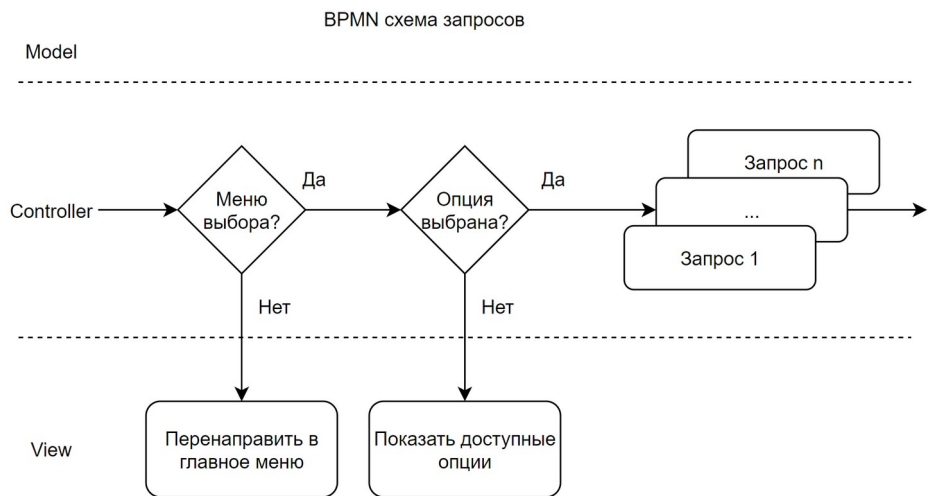 BPMN схема запросов
Model
Controller
Меню
выбора?
Да
Опция
выбрана?
Да
Запрос n
...
Запрос 1
Нет
Нет
View
Перенаправить в
главное меню
Показать доступные
опции